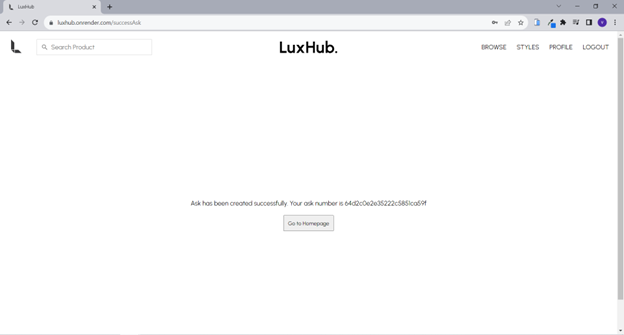 LuxHub
luxhub.onrender.com/successAsk
Search Product
LuxHub.
BROWSE STYLES PROFILE LOGOUT
Ask has been created successfully. Your ask number is 64d2c0e2e35222c5851ca59f
Go to Homepage